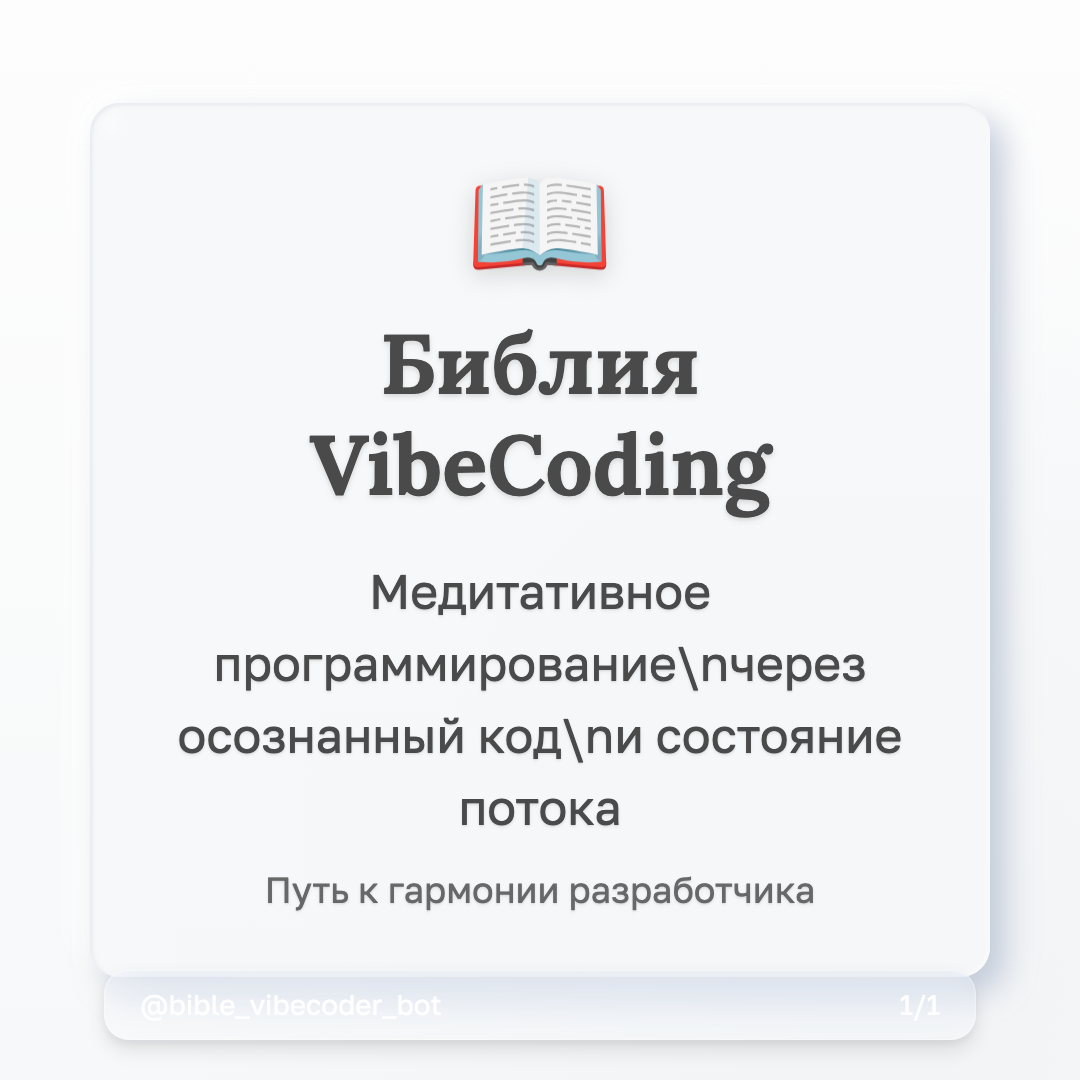 Библия
VibeCoding
Медитативное
программирование\nчерез
осознанный код\nи состояние
потока
Путь к гармонии разработчика
@bible_vibecoder_bot 1/1